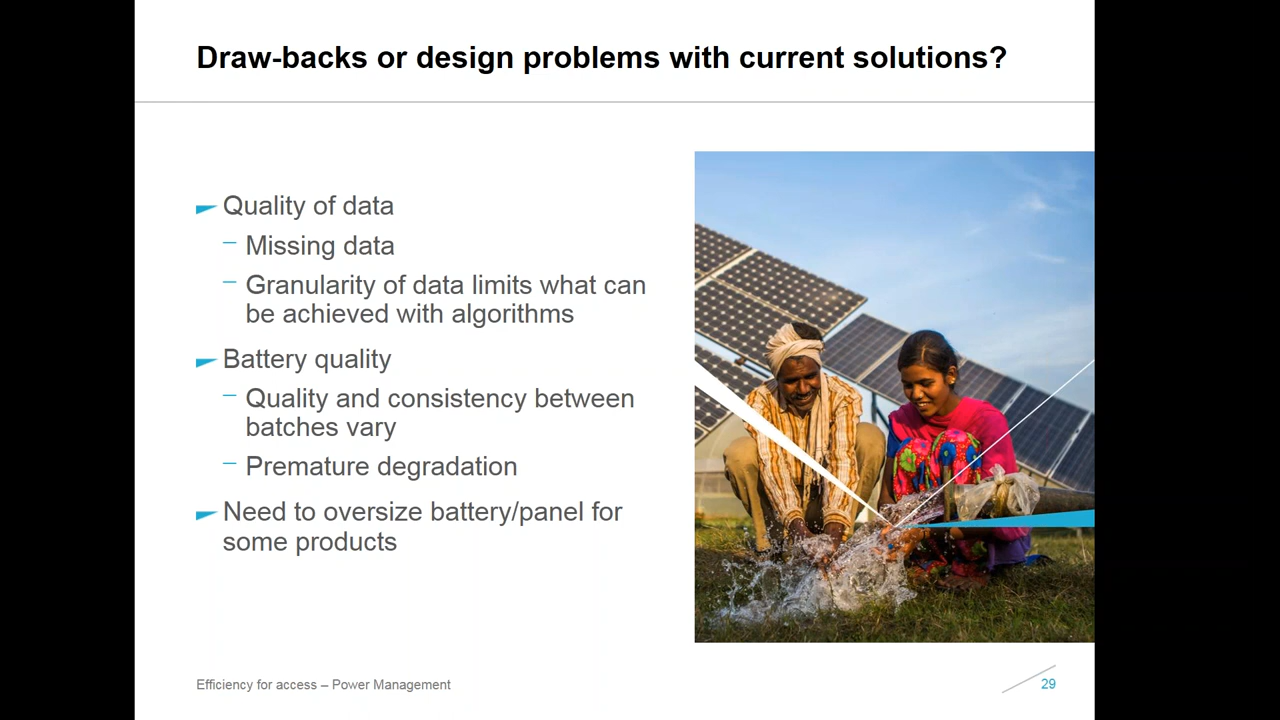 Draw-backs or design problems with current solutions?
Quality of data
Missing data
Granularity of data limits what can
be achieved with algorithms
Battery quality
Quality and consistency between
batches vary
Premature degradation
Need to oversize battery/panel for
some products
Efficiency for access – Power Management
29